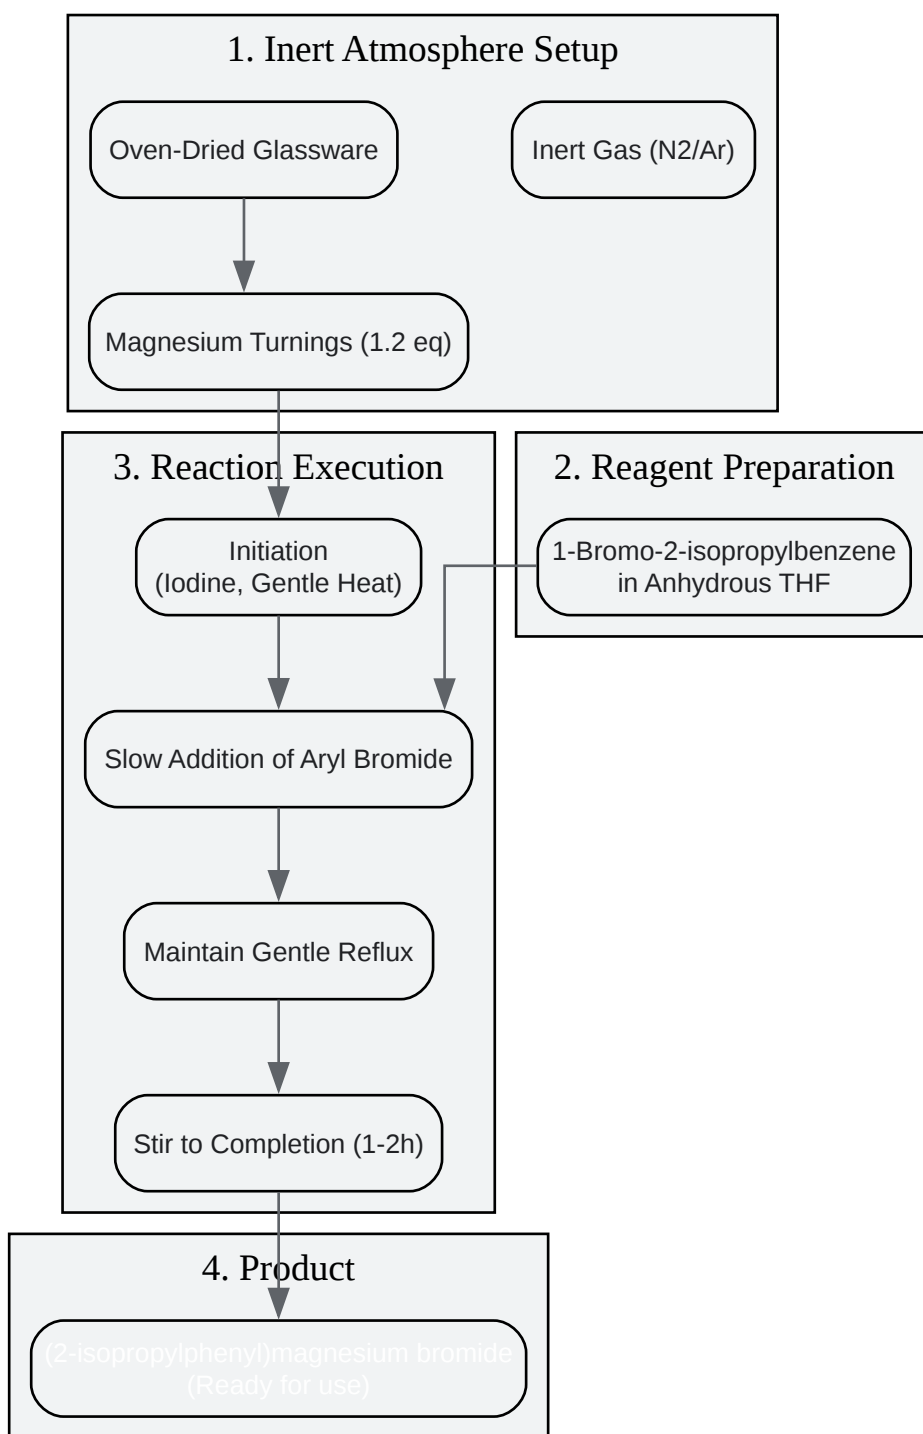 1. Inert Atmosphere Setup
Oven-Dried Glassware
Inert Gas (N2/Ar)
Magnesium Turnings (1.2 eq)
3. Reaction Execution
2. Reagent Preparation
Initiation
(Iodine, Gentle Heat)
1-Bromo-2-isopropylbenzene
in Anhydrous THF
Slow Addition of Aryl Bromide
Maintain Gentle Reflux
Stir to Completion (1-2h)
4. Product
(2-isopropylphenyl)magnesium bromide
(Ready for use)